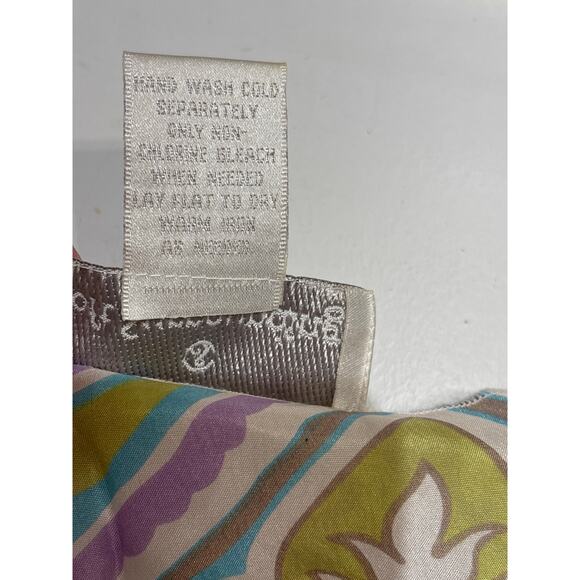 HAND WASH COLD
SEPARATELY
ONLY NON-
CHLORINE BLEACH
WHEN NEEDED
LAY FLAT TO DRY
WARM IRON
AS NEEDED